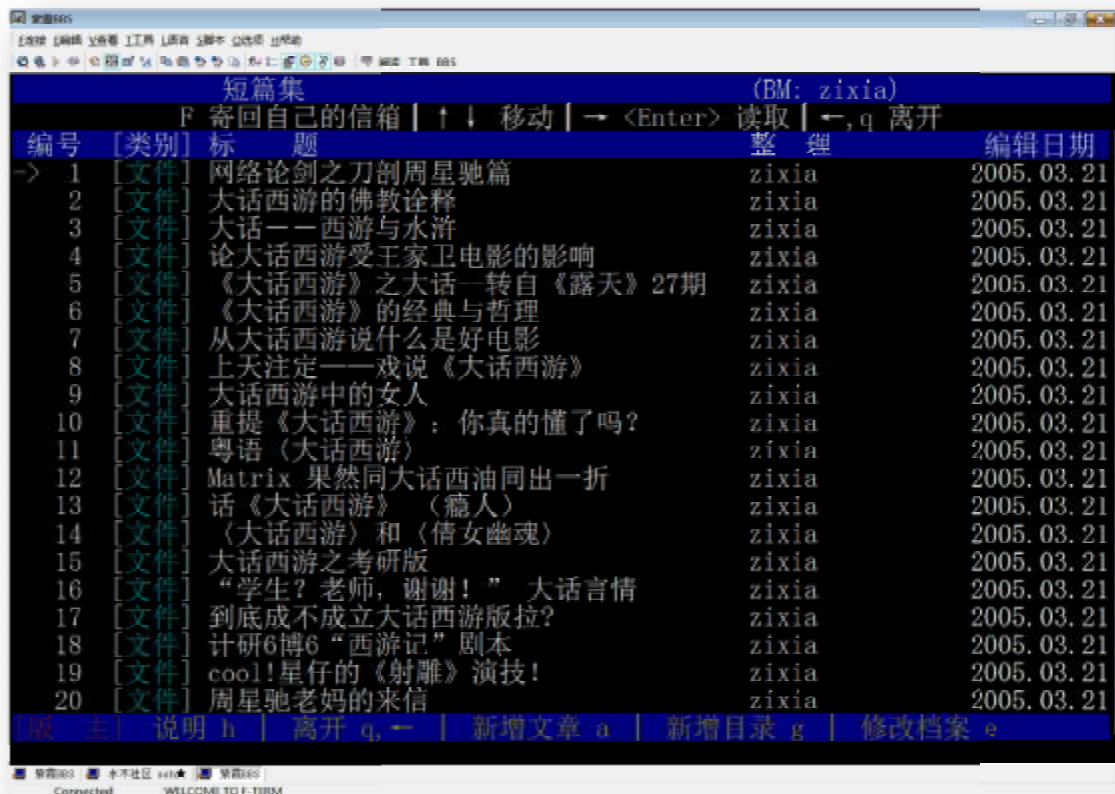 紫霞BBS
短篇集 (BM: zixia)
F 寄回自己的信箱│↑↓ 移动│→ <Enter> 读取│←,q 离开
编号 [类别] 标 题 整 理 编辑日期
-> 1 [文件] 网络论剑之刀剖周星驰篇 zixia 2005.03.21
2 [文件] 大话西游的佛教诠释 zixia 2005.03.21
3 [文件] 大话——西游与水浒 zixia 2005.03.21
4 [文件] 论大话西游受王家卫电影的影响 zixia 2005.03.21
5 [文件] 《大话西游》之大话—转自《露天》27期 zixia 2005.03.21
6 [文件] 《大话西游》的经典与哲理 zixia 2005.03.21
7 [文件] 从大话西游说什么是好电影 zixia 2005.03.21
8 [文件] 上天注定——戏说《大话西游》 zixia 2005.03.21
9 [文件] 大话西游中的女人 zixia 2005.03.21
10 [文件] 重提《大话西游》：你真的懂了吗? zixia 2005.03.21
11 [文件] 粤语〈大话西游〉 zixia 2005.03.21
12 [文件] Matrix 果然同大话西油同出一折 zixia 2005.03.21
13 [文件] 话《大话西游》 （瘾人） zixia 2005.03.21
14 [文件] 〈大话西游〉和〈倩女幽魂〉 zixia 2005.03.21
15 [文件] 大话西游之考研版 zixia 2005.03.21
16 [文件] “学生？老师，谢谢！” 大话言情 zixia 2005.03.21
17 [文件] 到底成不成立大话西游版拉? zixia 2005.03.21
18 [文件] 计研6博6“西游记”剧本 zixia 2005.03.21
19 [文件] cool!星仔的《射雕》演技! zixia 2005.03.21
20 [文件] 周星驰老妈的来信 zixia 2005.03.21
[版 主] 说明 h │ 离开 q,← │ 新增文章 a │ 新增目录 g │ 修改档案 e
紫霞BBS 水木社区 紫霞BBS
Connected WELCOME TO F-TERM